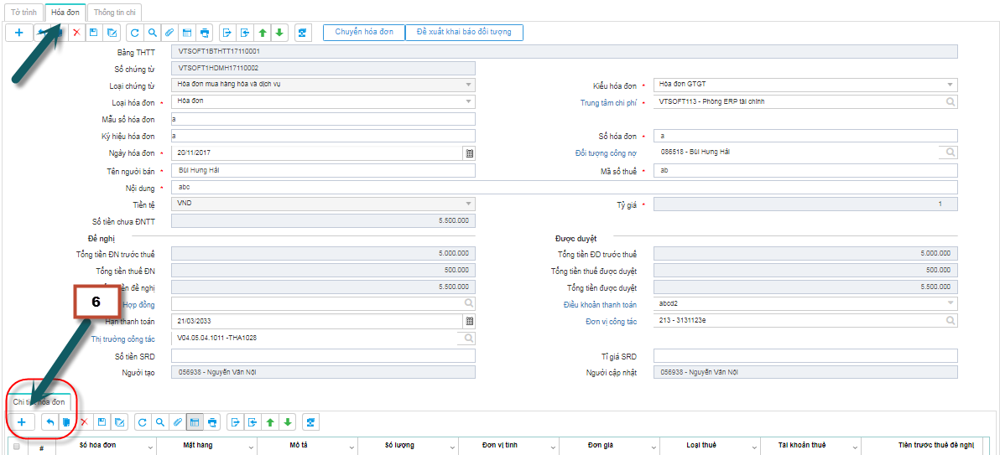 Tờ trình Hóa đơn Thông tin chi
Chuyển hóa đơn Đề xuất khai báo đối tượng
Bảng THTT VTSOFT1BTHTT17110001
Số chứng từ VTSOFT1HDMH17110002
Loại chứng từ Hóa đơn mua hàng hóa và dịch vụ Kiểu hóa đơn * Hóa đơn GTGT
Loại hóa đơn * Hóa đơn Trung tâm chi phí * VTSOFT113 - Phòng ERP tài chính
Mẫu số hóa đơn a
Ký hiệu hóa đơn a Số hóa đơn * a
Ngày hóa đơn * 20/11/2017 Đối tượng công nợ 086518 - Bùi Hưng Hải
Tên người bán * Bùi Hưng Hải Mã số thuế * ab
Nội dung * abc
Tiền tệ VND Tỷ giá * 1
Số tiền chưa ĐNTT 5.500.000
Đề nghị Được duyệt
Tổng tiền ĐN trước thuế 5.000.000 Tổng tiền ĐD trước thuế 5.000.000
Tổng tiền thuế ĐN 500.000 Tổng tiền thuế được duyệt 500.000
tiền đề nghị 5.500.000 Tổng tiền được duyệt 5.500.000
6
Hợp đồng Điều khoản thanh toán abcd2
Hạn thanh toán 21/03/2033 Đơn vị công tác 213 - 3131123e
Thị trường công tác V04.05.04.1011 -THA1028
Số tiền SRD Tỉ giá SRD
Người tạo 056938 - Nguyễn Văn Nội Người cập nhật 056938 - Nguyễn Văn Nội
Chi tiết hóa đơn
# Số hóa đơn Mặt hàng Mô tả Số lượng Đơn vị tính Đơn giá Loại thuế Tài khoản thuế Tiền trước thuế đề nghị